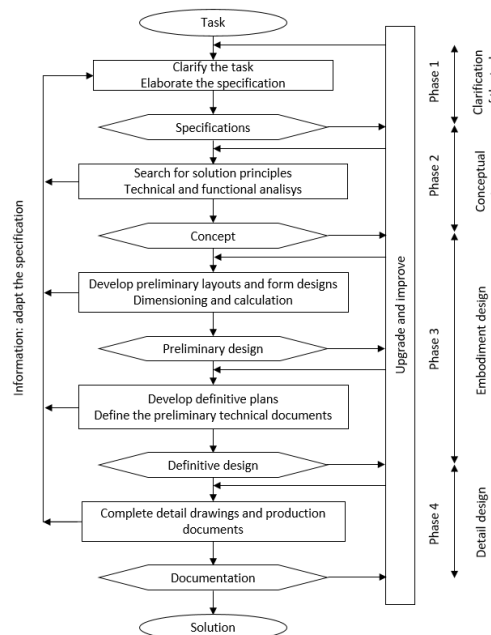 Task
Clarify the task
Elaborate the specification
Specifications
Search for solution principles
Technical and functional analisys
Concept
Develop preliminary layouts and form designs
Dimensioning and calculation
Preliminary design
Develop definitive plans
Define the preliminary technical documents
Definitive design
Complete detail drawings and production
documents
Documentation
Solution
Information: adapt the specification
Upgrade and improve
Phase 1
Clarification
Phase 2
Conceptual
Phase 3
Embodiment design
Phase 4
Detail design